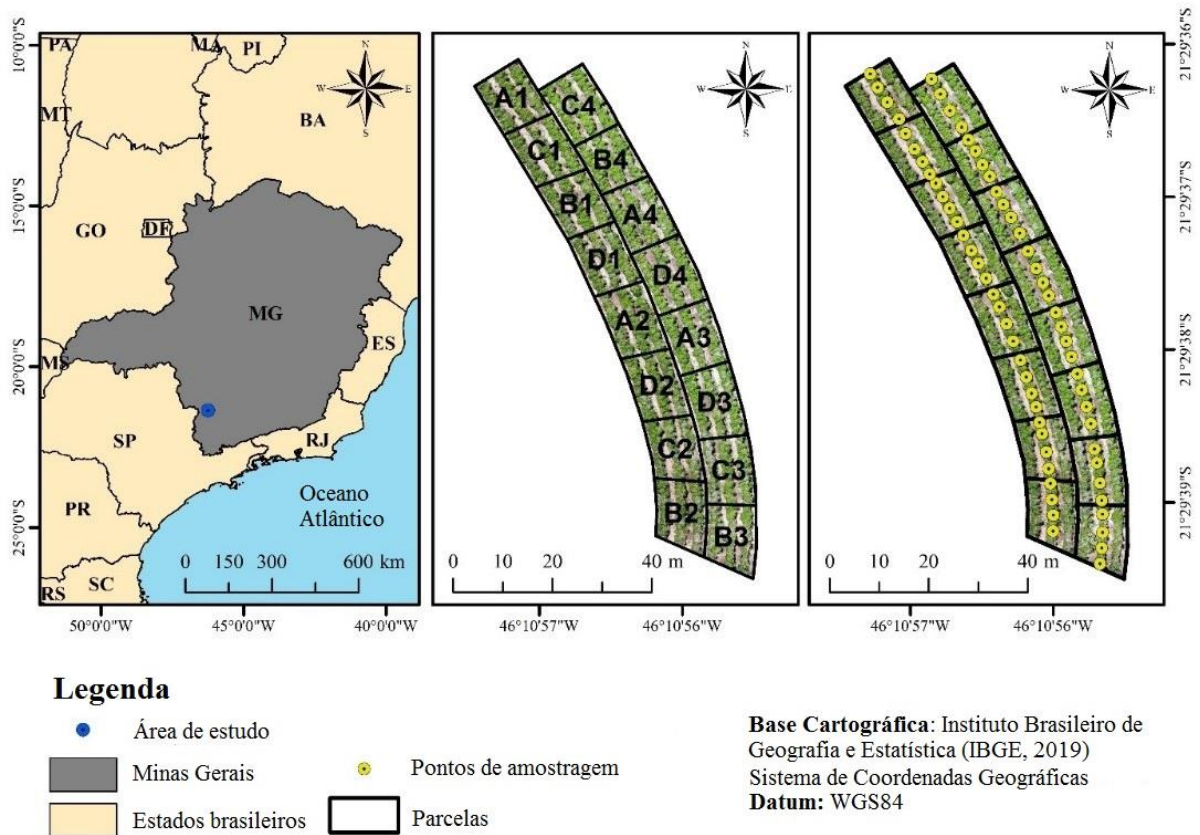 10°0'0"S
15°0'0"S
20°0'0"S
25°0'0"S
PA
MA
PI
MT
BA
GO
DF
MG
ES
MS
SP
RJ
PR
SC
RS
Oceano
Atlântico
0 150 300 600 km
50°0'0"W 45°0'0"W 40°0'0"W
N
W E
S
N
W E
S
A1
C4
C1
B4
B1
A4
D1
D4
A2
A3
D2
D3
C2
C3
B2
B3
0 10 20 40 m
46°10'57"W 46°10'56"W
N
W E
S
0 10 20 40 m
46°10'57"W 46°10'56"W
21°29'36"S
21°29'37"S
21°29'38"S
21°29'39"S
Legenda
Área de estudo
Minas Gerais
Estados brasileiros
Pontos de amostragem
Parcelas
Base Cartográfica: Instituto Brasileiro de
Geografia e Estatística (IBGE, 2019)
Sistema de Coordenadas Geográficas
Datum: WGS84